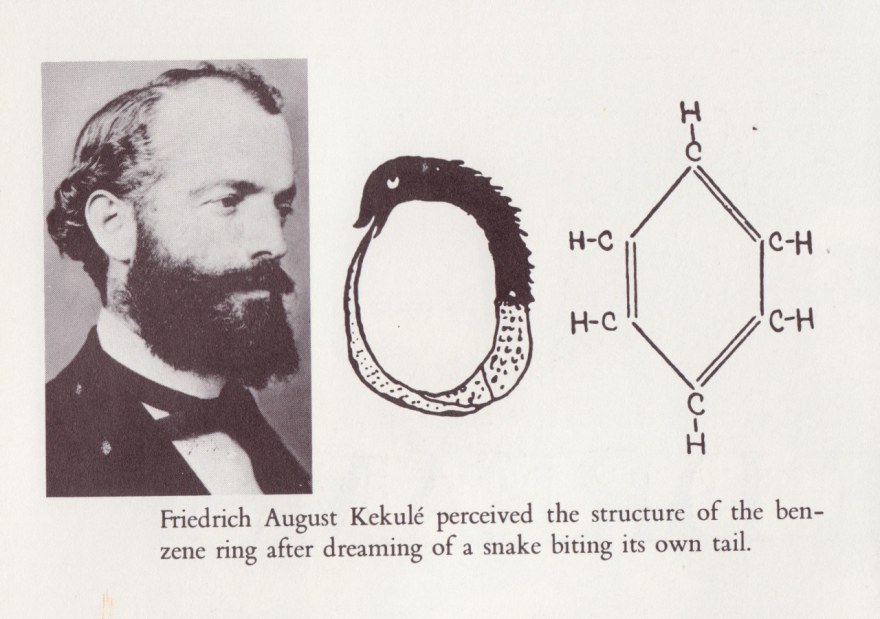 H
C
H-C
C-H
H-C
C-H
C
H
Friedrich August Kekulé perceived the structure of the ben-
zene ring after dreaming of a snake biting its own tail.